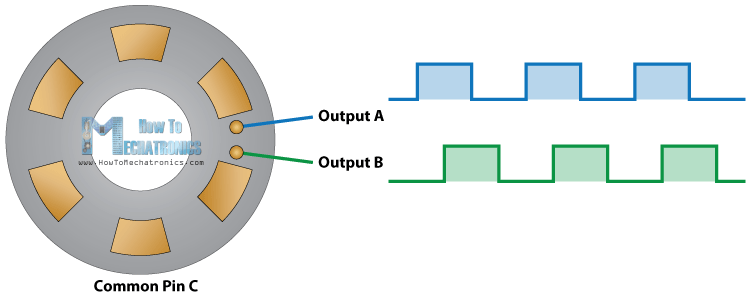 Output A
How To
MECHATRONICS
www.HowToMechatronics.com
Output B
Common Pin C